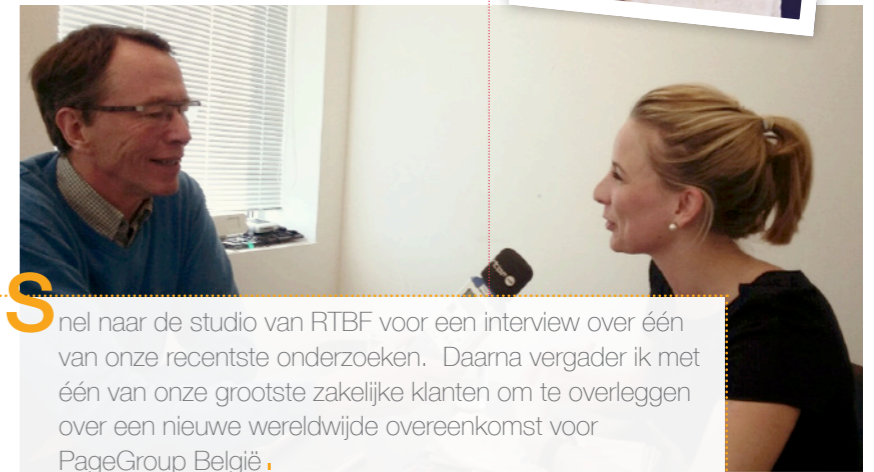 Snel naar de studio van RTBF voor een interview over één
van onze recentste onderzoeken. Daarna vergader ik met
één van onze grootste zakelijke klanten om te overleggen
over een nieuwe wereldwijde overeenkomst voor
PageGroup België